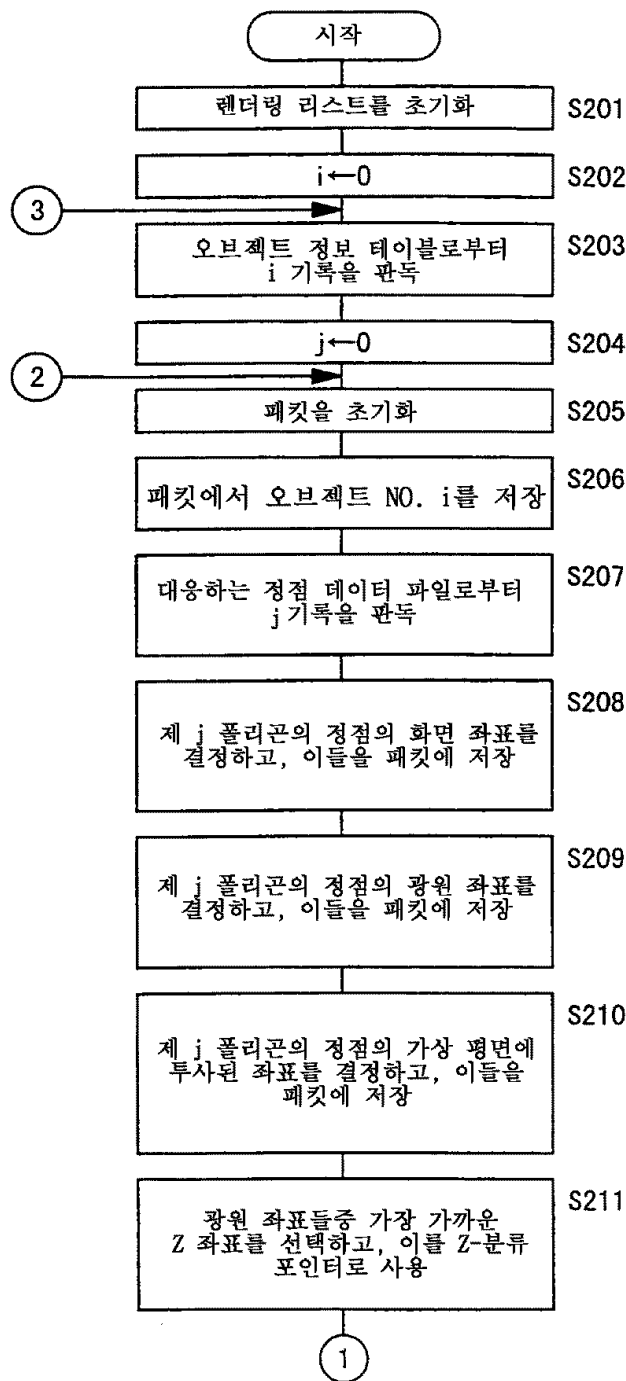 시작
렌더링 리스트를 초기화
S201
i←0
S202
3
오브젝트 정보 테이블로부터
i 기록을 판독
S203
j←0
S204
2
패킷을 초기화
S205
패킷에서 오브젝트 NO. i를 저장
S206
대응하는 정점 데이터 파일로부터
j 기록을 판독
S207
제 j 폴리곤의 정점의 화면 좌표를
결정하고, 이들을 패킷에 저장
S208
제 j 폴리곤의 정점의 광원 좌표를
결정하고, 이들을 패킷에 저장
S209
제 j 폴리곤의 정점의 가상 평면에
투사된 좌표를 결정하고, 이들을
패킷에 저장
S210
광원 좌표들중 가장 가까운
Z 좌표를 선택하고, 이를 Z-분류
포인터로 사용
S211
1